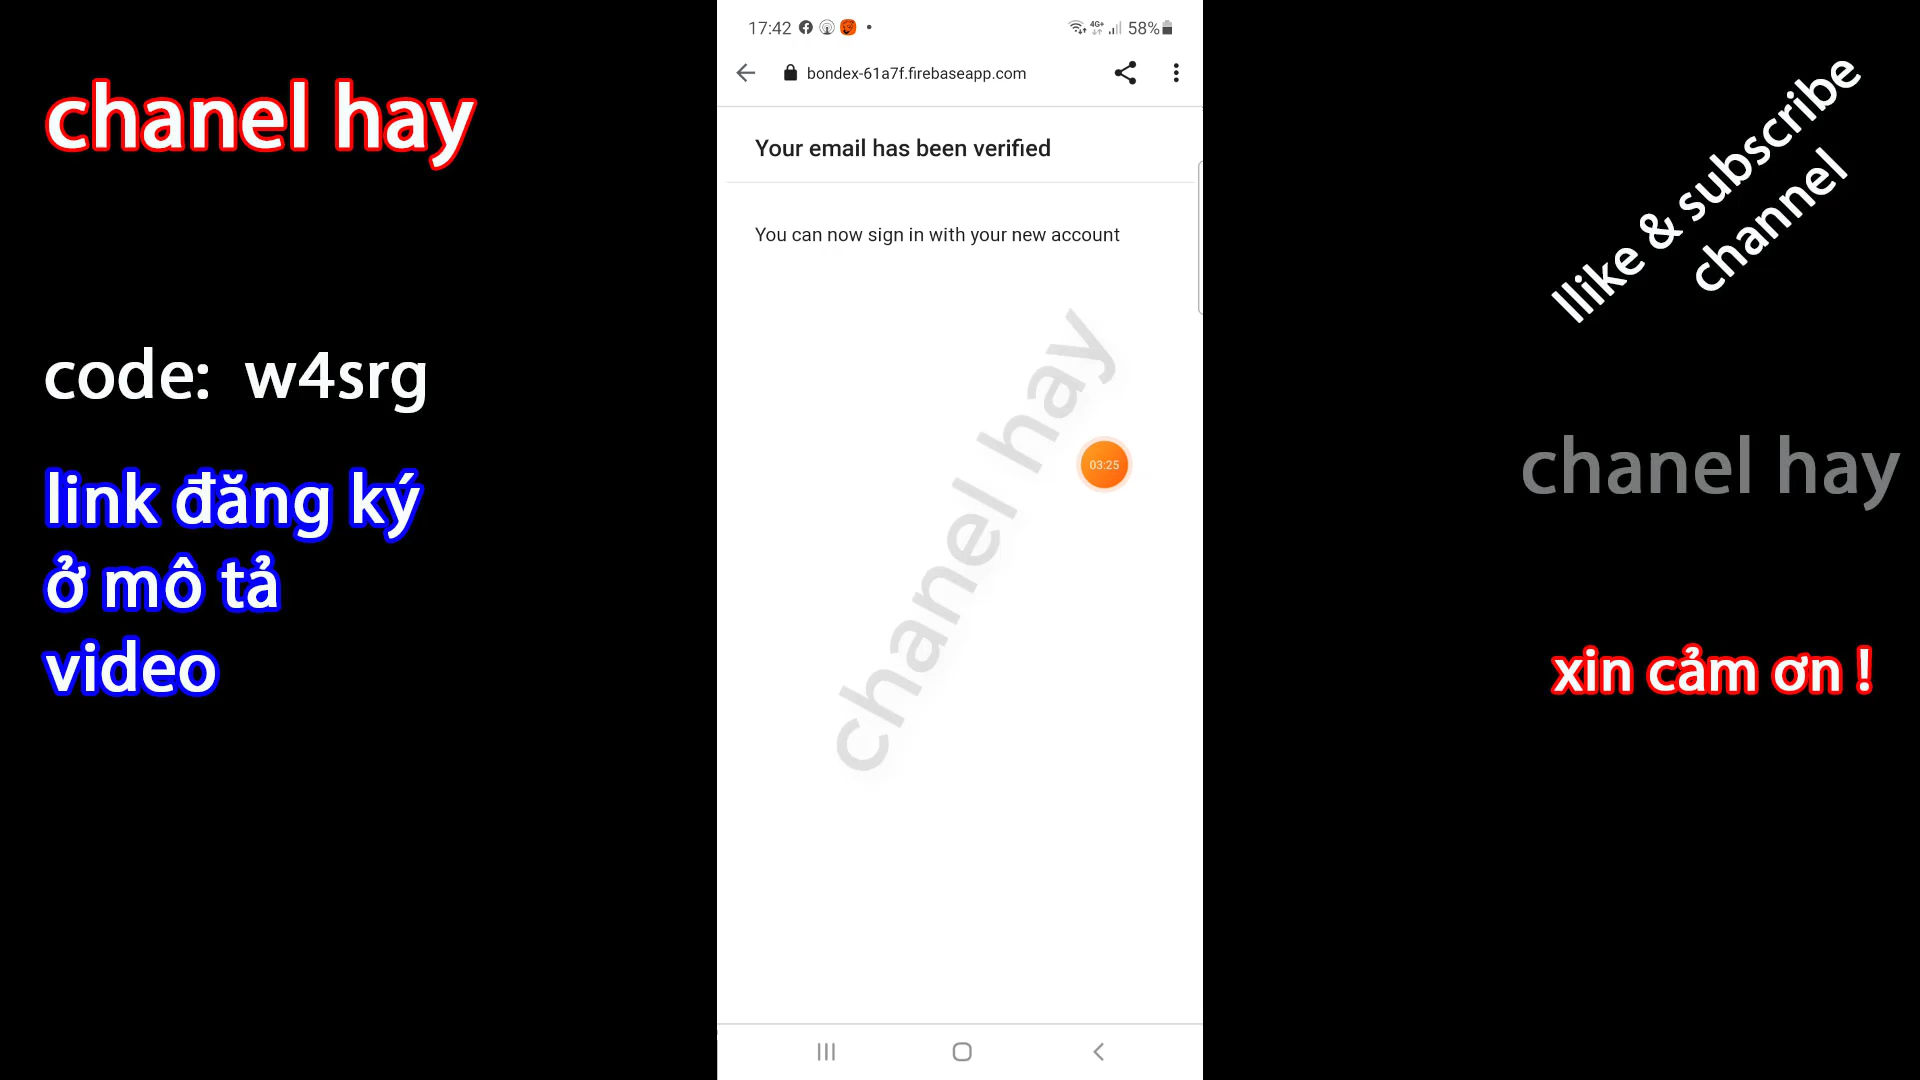 chanel hay
code: w4srg
link đăng ký
ở mô tả
video
17:42
4G+
58%
bondex-61a7f.firebaseapp.com
Your email has been verified
You can now sign in with your new account
03:25
chanel hay
llike & subscribe
channel
chanel hay
xin cảm ơn !